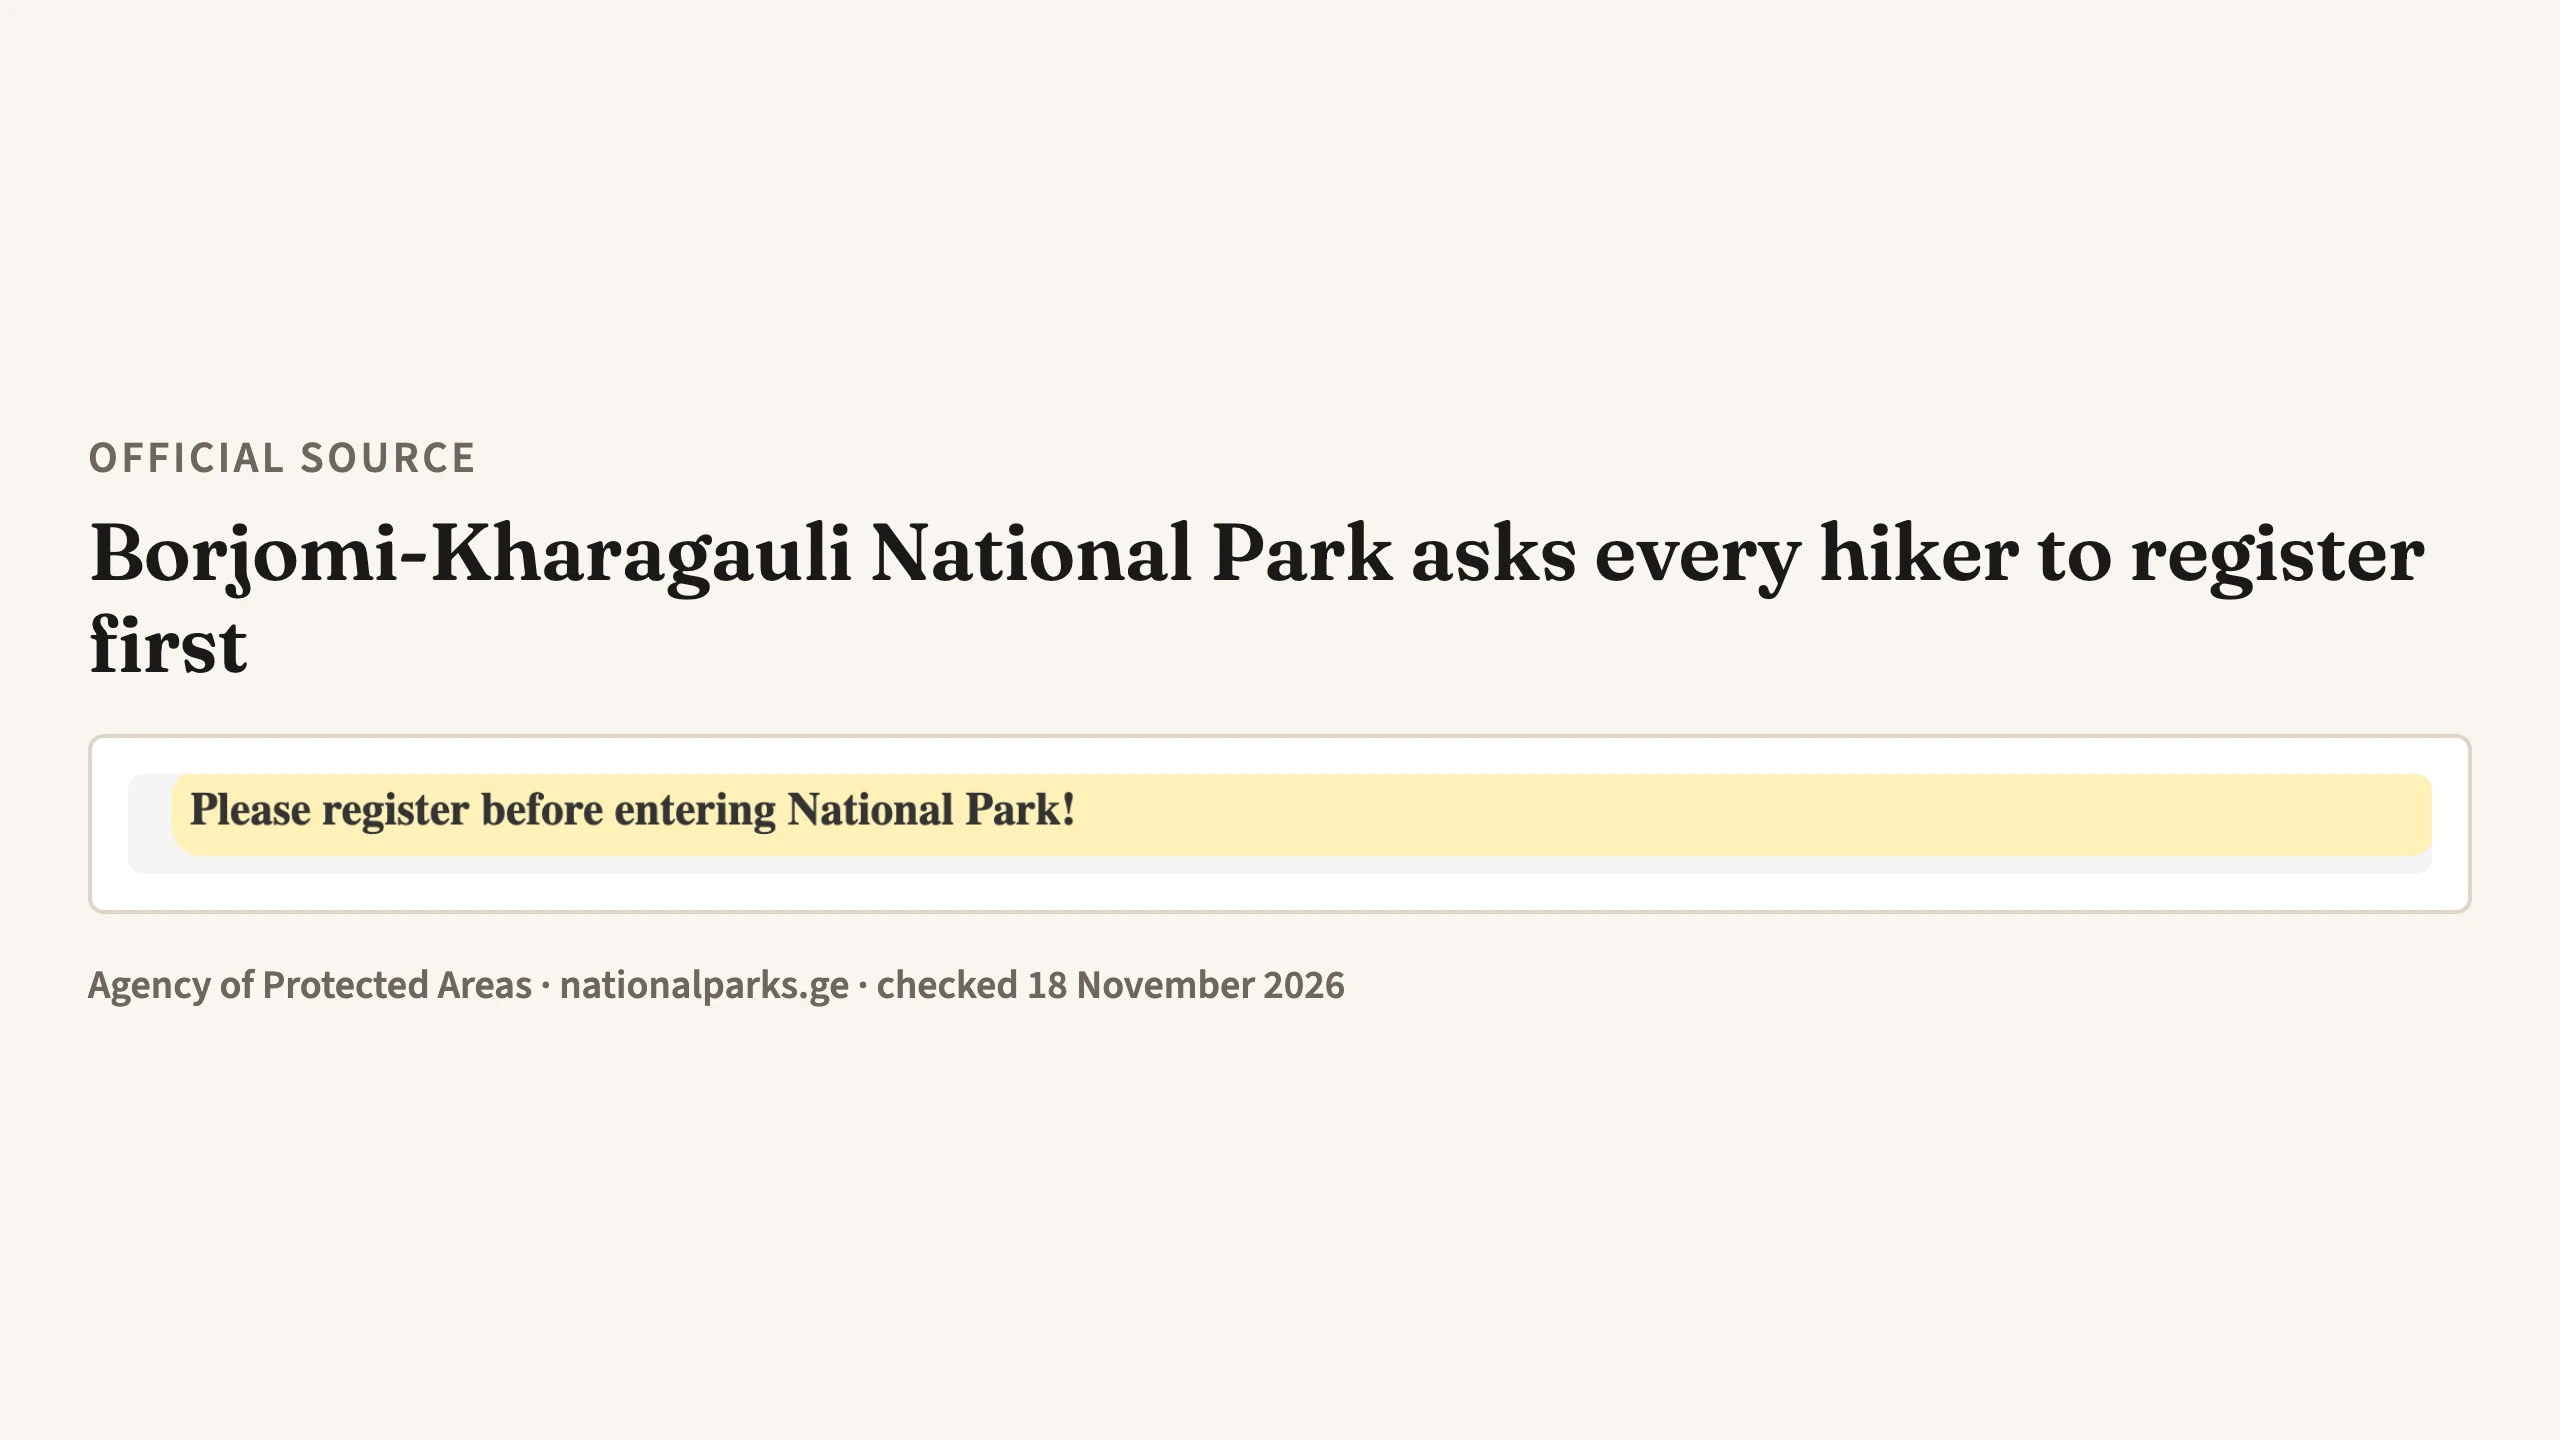 OFFICIAL SOURCE
Borjomi-Kharagauli National Park asks every hiker to register
first
Please register before entering National Park!
Agency of Protected Areas · nationalparks.ge · checked 18 November 2026